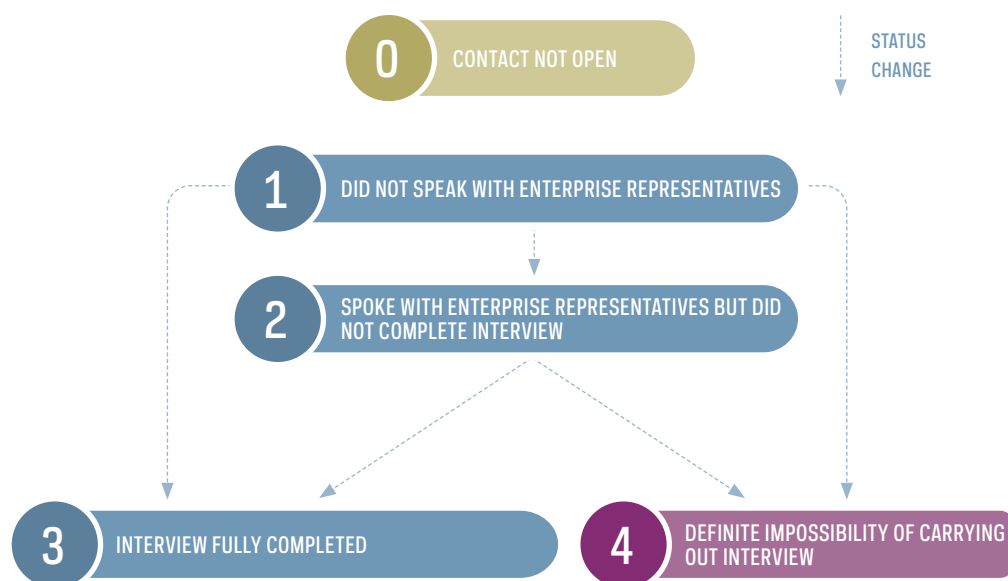 0
CONTACT NOT OPEN
STATUS
CHANGE
1
DID NOT SPEAK WITH ENTERPRISE REPRESENTATIVES
2
SPOKE WITH ENTERPRISE REPRESENTATIVES BUT DID
NOT COMPLETE INTERVIEW
3
INTERVIEW FULLY COMPLETED
4
DEFINITE IMPOSSIBILITY OF CARRYING
OUT INTERVIEW